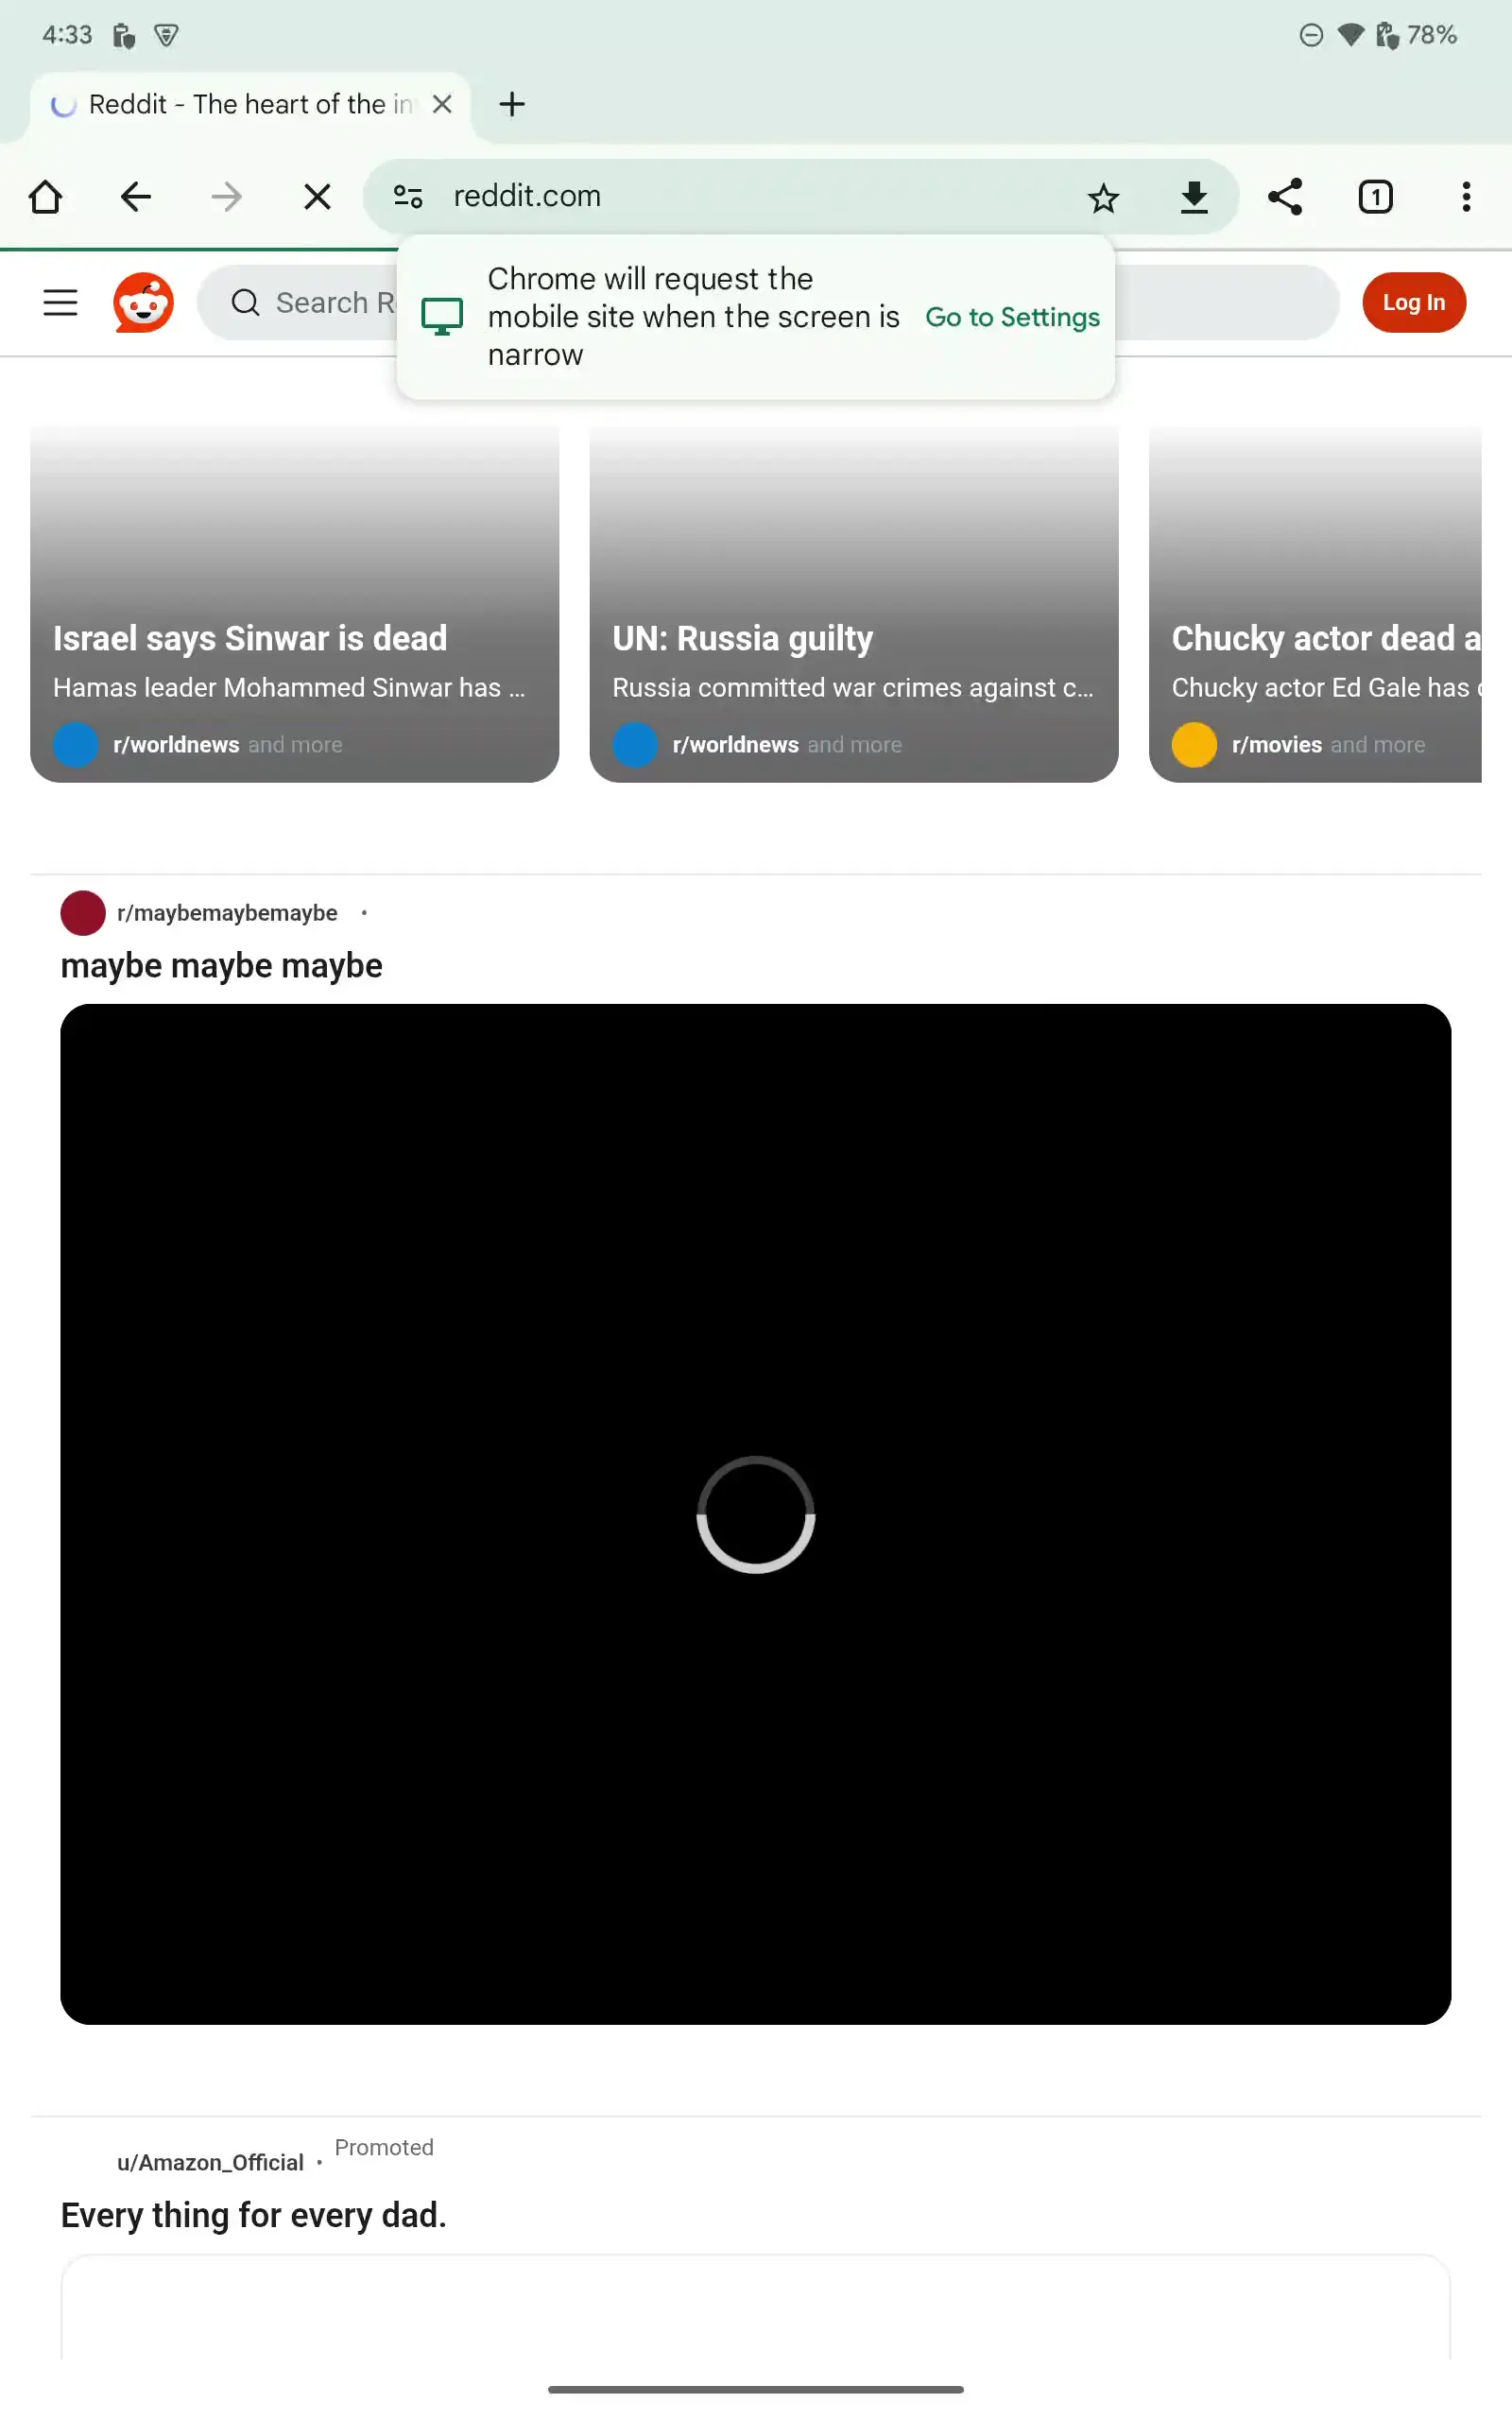 4:33
78%
Reddit - The heart of the in
reddit.com
1
Chrome will request the
mobile site when the screen is
narrow
Go to Settings
Search R
Log In
Israel says Sinwar is dead
Hamas leader Mohammed Sinwar has ...
r/worldnews and more
UN: Russia guilty
Russia committed war crimes against c...
r/worldnews and more
Chucky actor dead a
Chucky actor Ed Gale has
r/movies and more
r/maybemaybemaybe •
maybe maybe maybe
u/Amazon_Official • Promoted
Every thing for every dad.